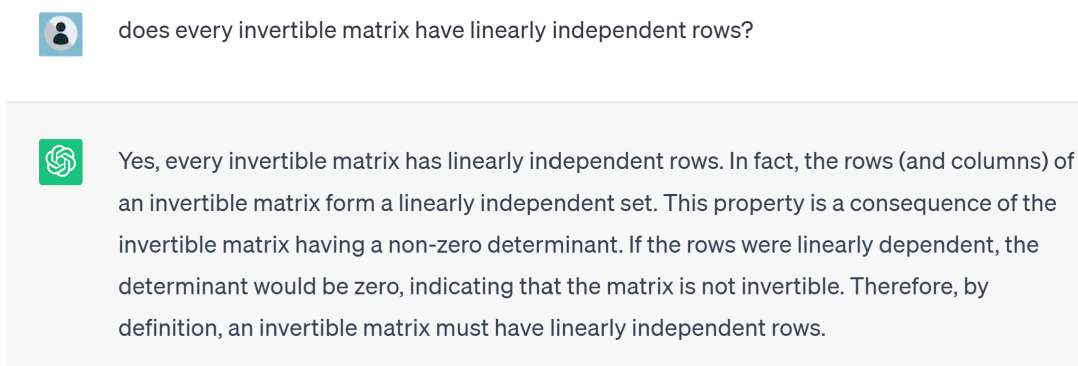 does every invertible matrix have linearly independent rows?
Yes, every invertible matrix has linearly independent rows. In fact, the rows (and columns) of
an invertible matrix form a linearly independent set. This property is a consequence of the
invertible matrix having a non-zero determinant. If the rows were linearly dependent, the
determinant would be zero, indicating that the matrix is not invertible. Therefore, by
definition, an invertible matrix must have linearly independent rows.